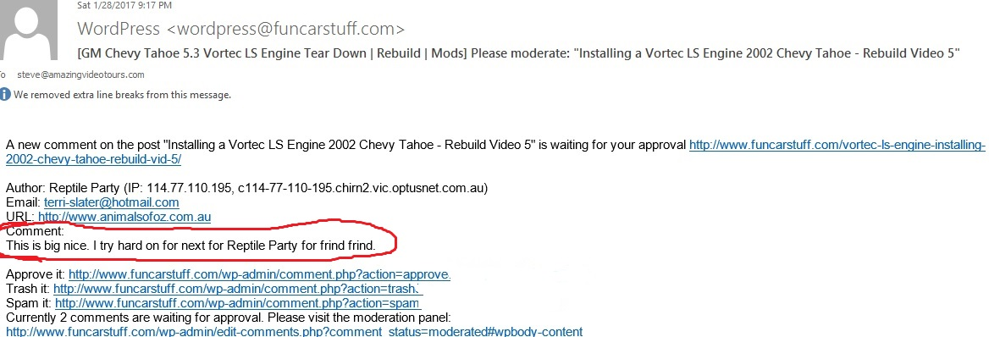 Sat 1/28/2017 9:17 PM
WordPress <wordpress@funcarstuff.com>
[GM Chevy Tahoe 5.3 Vortec LS Engine Tear Down | Rebuild | Mods] Please moderate: "Installing a Vortec LS Engine 2002 Chevy Tahoe - Rebuild Video 5"
o steve@amazingvideotours.com
We removed extra line breaks from this message.
A new comment on the post "Installing a Vortec LS Engine 2002 Chevy Tahoe - Rebuild Video 5" is waiting for your approval http://www.funcarstuff.com/vortec-ls-engine-installing-
2002-chevy-tahoe-rebuild-vid-5/
Author: Reptile Party (IP: 114.77.110.195, c114-77-110-195.chirn2.vic.optusnet.com.au)
Email: terri-slater@hotmail.com
URL: http://www.animalsofoz.com.au
Comment:
This is big nice. I try hard on for next for Reptile Party for frind frind.
Approve it: http://www.funcarstuff.com/wp-admin/comment.php?action=approve.
Trash it: http://www.funcarstuff.com/wp-admin/comment.php?action=trash
Spam it: http://www.funcarstuff.com/wp-admin/comment.php?action=spam
Currently 2 comments are waiting for approval. Please visit the moderation panel:
http://www.funcarstuff.com/wp-admin/edit-comments.php?comment_status=moderated#wpbody-content